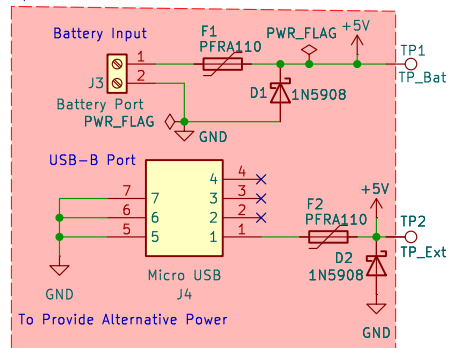 Battery Input
F1
PFRA110
PWR_FLAG
+5V
TP1
TP_Bat
1
2
J3
Battery Port
D1
1N5908
PWR_FLAG
GND
USB-B Port
7
6
5
7
6
5
4
3
2
1
4
3
2
1
F2
PFRA110
+5V
TP2
TP_Ext
D2
1N5908
Micro USB
J4
GND
GND
To Provide Alternative Power